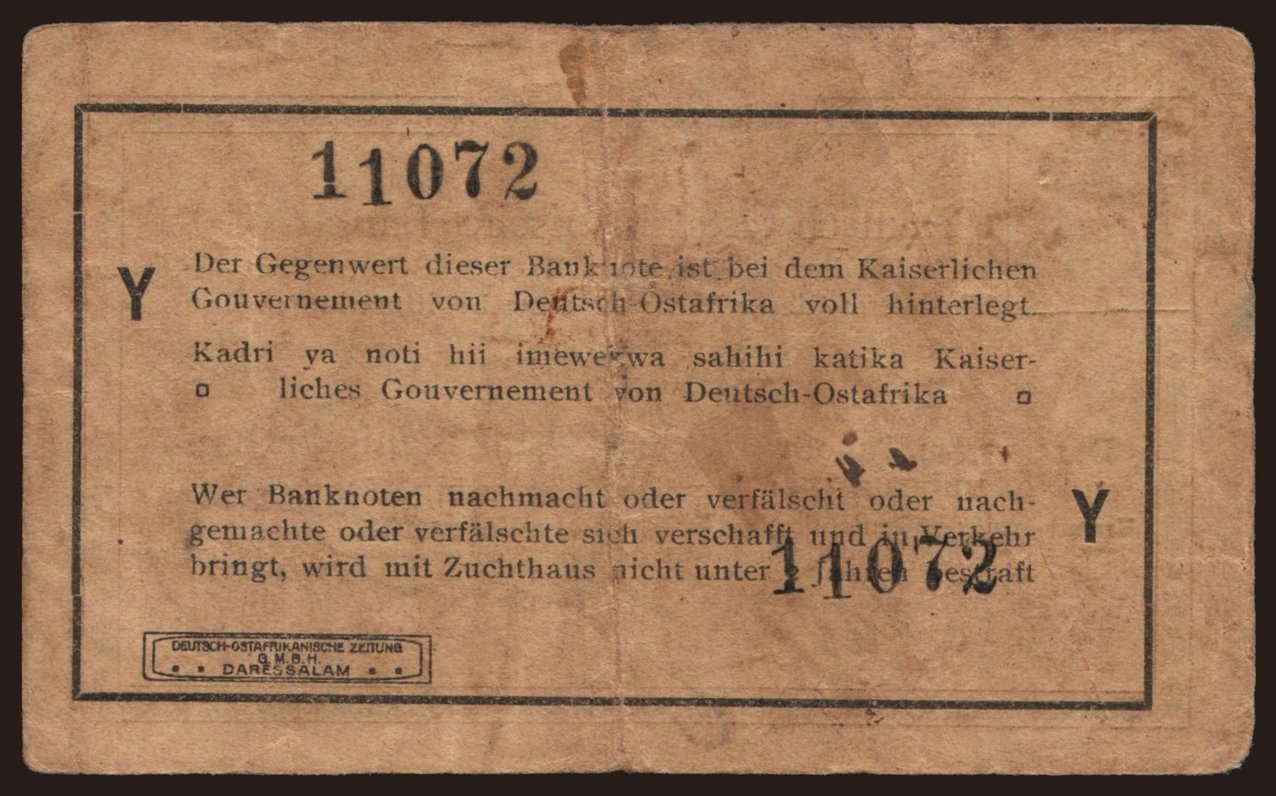 11072
Y
Der Gegenwert dieser Banknote ist bei dem Kaiserlichen
Gouvernement von Deutsch-Ostafrika voll hinterlegt.
Kadri ya noti hii imewekwa sahihi katika Kaiser-
liches Gouvernement von Deutsch-Ostafrika
Wer Banknoten nachmacht oder verfälscht oder nach-
gemachte oder verfälschte sich verschafft und in Verkehr
bringt, wird mit Zuchthaus nicht unter 2 Jahren bestraft
Y
11072
DEUTSCH-OSTAFRIKANISCHE ZEITUNG
G.M.B.H.
DARESSALAM